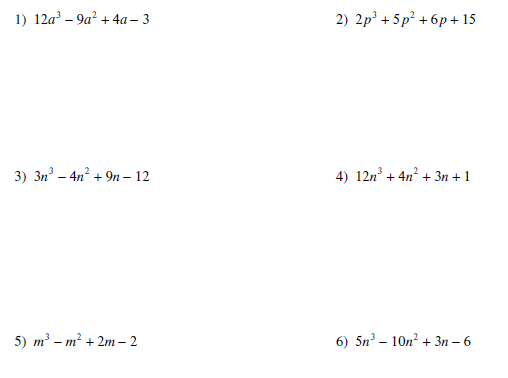 1) 12a³ – 9a² + 4a – 3
2) 2p³ + 5p² + 6p + 15
3) 3n³ – 4n² + 9n – 12
4) 12n³ + 4n² + 3n + 1
5) m³ – m² + 2m – 2
6) 5n³ – 10n² + 3n – 6